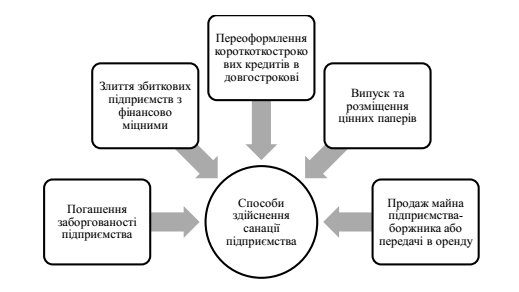 Переоформлення
короткоткостроко
вих кредитів в
довгострокові
Злиття збиткових
підприємств з
фінансово
міцними
Випуск та
розміщення
цінних паперів
Погашення
заборгованості
підприємства
Способи
здійснення
санації
підприємства
Продаж майна
підприємства-
боржника або
передачі в оренду